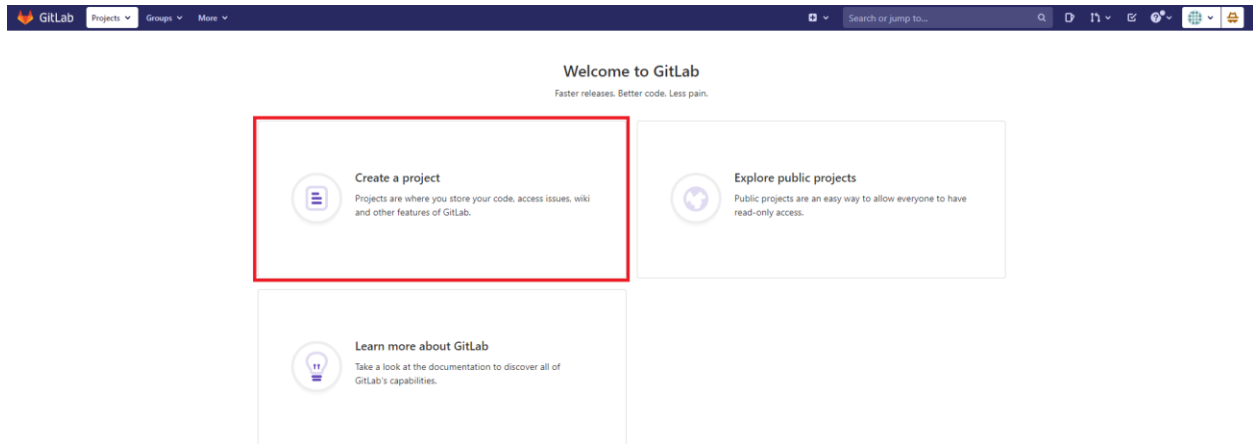 GitLab Projects Groups More Search or jump to...
Welcome to GitLab
Faster releases. Better code. Less pain.
Create a project
Projects are where you store your code, access issues, wiki
and other features of GitLab.
Explore public projects
Public projects are an easy way to allow everyone to have
read-only access.
Learn more about GitLab
Take a look at the documentation to discover all of
GitLab's capabilities.